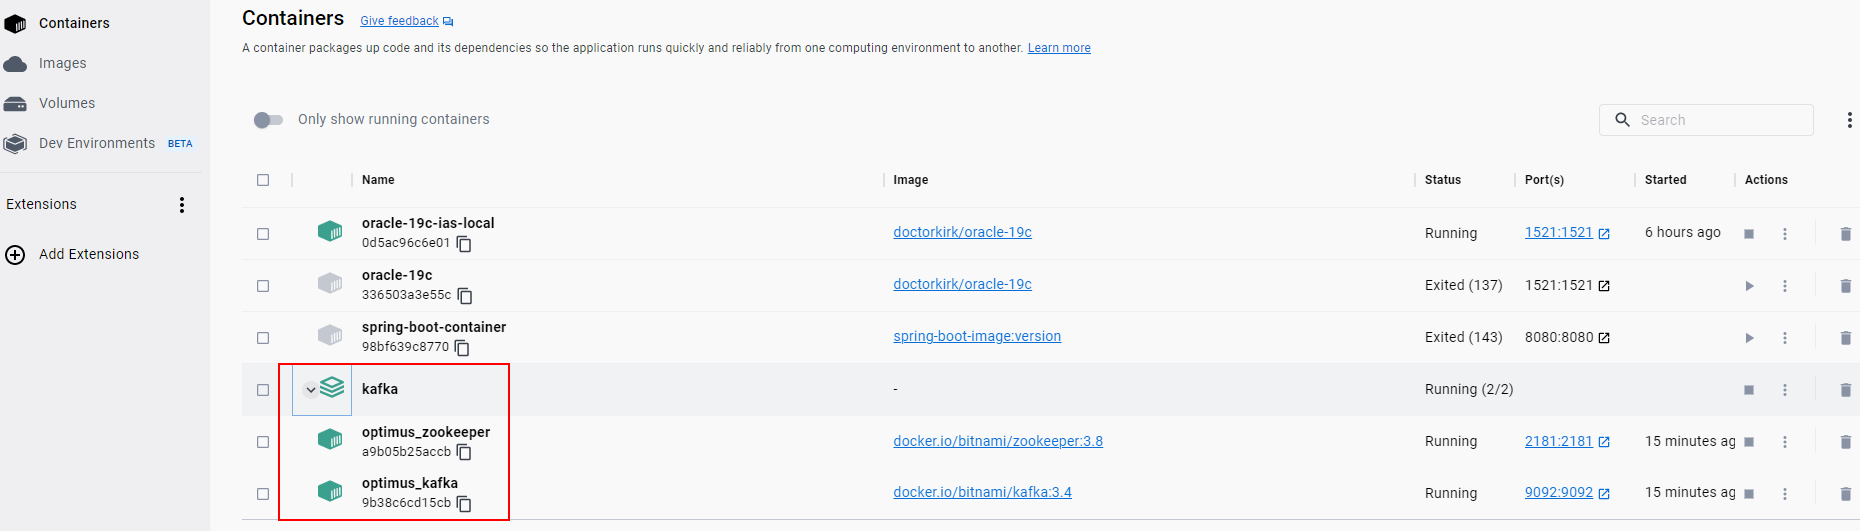 Containers
Images
Volumes
Dev Environments BETA
Extensions
Add Extensions
Containers Give feedback
A container packages up code and its dependencies so the application runs quickly and reliably from one computing environment to another. Learn more
Only show running containers
Search
Name Image Status Port(s) Started Actions
oracle-19c-ias-local
0d5ac96c6e01
doctorkirk/oracle-19c Running 1521:1521 6 hours ago
oracle-19c
336503a3e55c
doctorkirk/oracle-19c Exited (137) 1521:1521
spring-boot-container
98bf639c8770
spring-boot-image:version Exited (143) 8080:8080
kafka - Running (2/2)
optimus_zookeeper
a9b05b25accb
docker.io/bitnami/zookeeper:3.8 Running 2181:2181 15 minutes ag
optimus_kafka
9b38c6cd15cb
docker.io/bitnami/kafka:3.4 Running 9092:9092 15 minutes ag